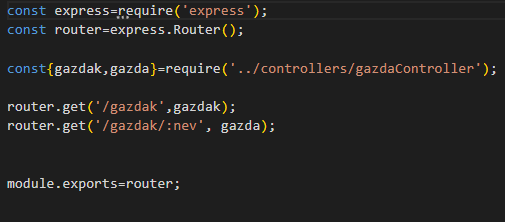 const express=require('express');
const router=express.Router();
const{gazdak,gazda}=require('../controllers/gazdaController');
router.get('/gazdak',gazdak);
router.get('/gazdak/:nev', gazda);
module.exports=router;